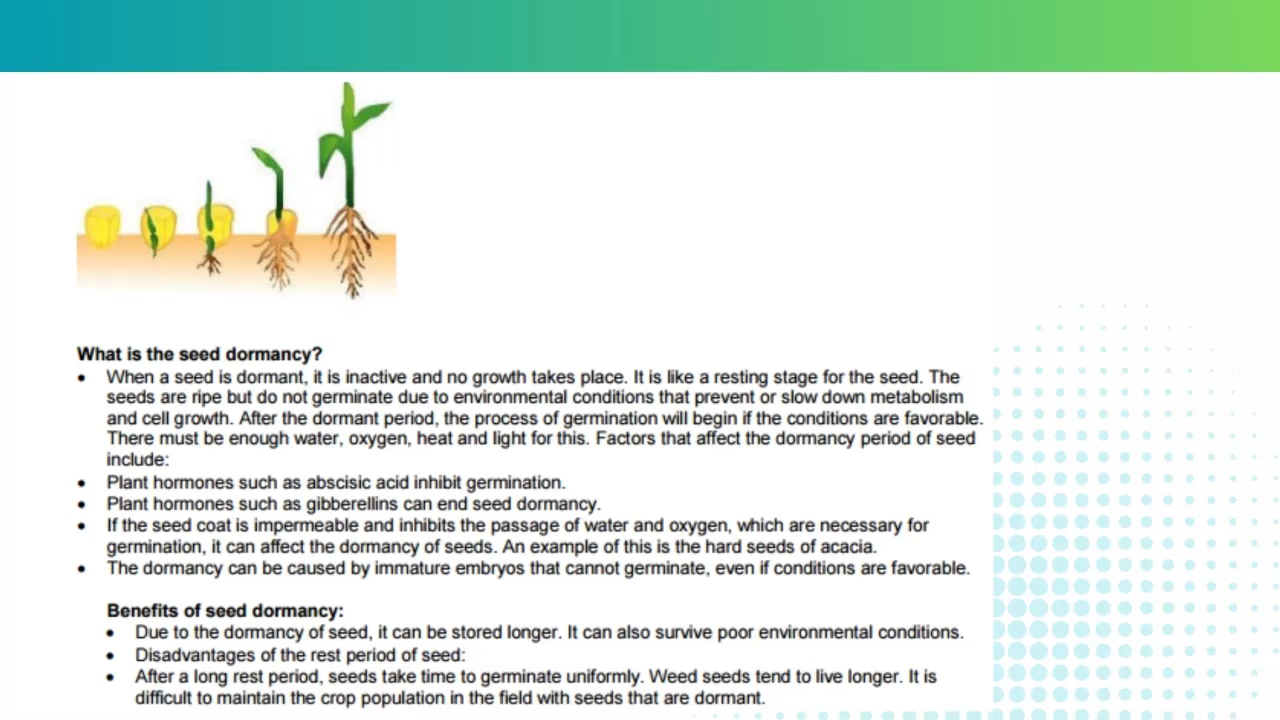 What is the seed dormancy?
• When a seed is dormant, it is inactive and no growth takes place. It is like a resting stage for the seed. The
seeds are ripe but do not germinate due to environmental conditions that prevent or slow down metabolism
and cell growth. After the dormant period, the process of germination will begin if the conditions are favorable.
There must be enough water, oxygen, heat and light for this. Factors that affect the dormancy period of seed
include:
• Plant hormones such as abscisic acid inhibit germination.
• Plant hormones such as gibberellins can end seed dormancy.
• If the seed coat is impermeable and inhibits the passage of water and oxygen, which are necessary for
germination, it can affect the dormancy of seeds. An example of this is the hard seeds of acacia.
• The dormancy can be caused by immature embryos that cannot germinate, even if conditions are favorable.
Benefits of seed dormancy:
• Due to the dormancy of seed, it can be stored longer. It can also survive poor environmental conditions.
• Disadvantages of the rest period of seed:
• After a long rest period, seeds take time to germinate uniformly. Weed seeds tend to live longer. It is
difficult to maintain the crop population in the field with seeds that are dormant.